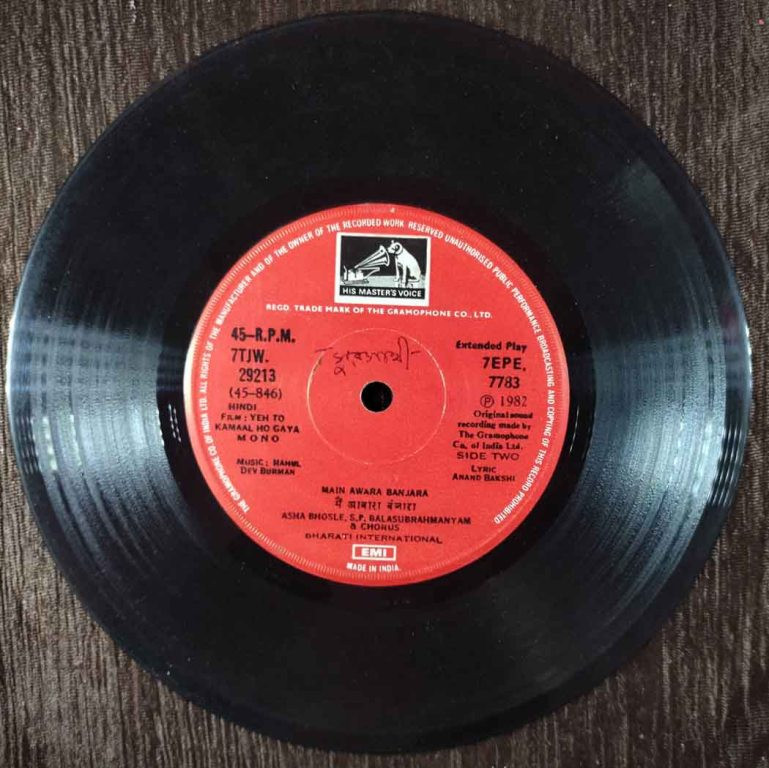 THE GRAMOPHONE CO. OF INDIA LTD. ALL RIGHTS OF THE MANUFACTURER AND OF THE OWNER OF THE RECORDED WORK RESERVED UNAUTHORISED PUBLIC PERFORMANCE BROADCASTING AND COPYING OF THIS RECORD PROHIBITED
HIS MASTER'S VOICE
REGD. TRADE MARK OF THE GRAMOPHONE CO., LTD.
45–R.P.M.
7TJW.
29213
(45-846)
HINDI
FILM : YEH TO
KAMAAL HO GAYA
MONO
MUSIC : RAHUL
DEV BURMAN
Extended Play
7EPE.
7783
Ⓟ 1982
Original sound
recording made by
The Gramophone
Co. of India Ltd.
SIDE TWO
LYRIC
ANAND BAKSHI
MAIN AWARA BANJARA
मैं आवारा बंजारा
ASHA BHOSLE, S.P. BALASUBRAHMANYAM
& CHORUS
BHARATI INTERNATIONAL
EMI
MADE IN INDIA.